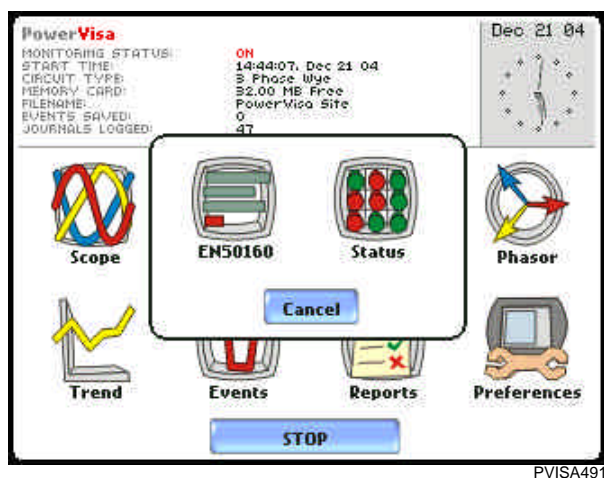 PowerVisa
Dec 21 04
MONITORING STATUS: ON
START TIME: 14:44:07, Dec 21 04
CIRCUIT TYPE: 3 Phase Wye
MEMORY CARD: 32.00 MB Free
FILENAME: PowerVisa Site
EVENTS SAVED: 0
JOURNALS LOGGED: 47
EN50160 Status
Scope Phasor
Cancel
Trend Events Reports Preferences
STOP
PVISA491